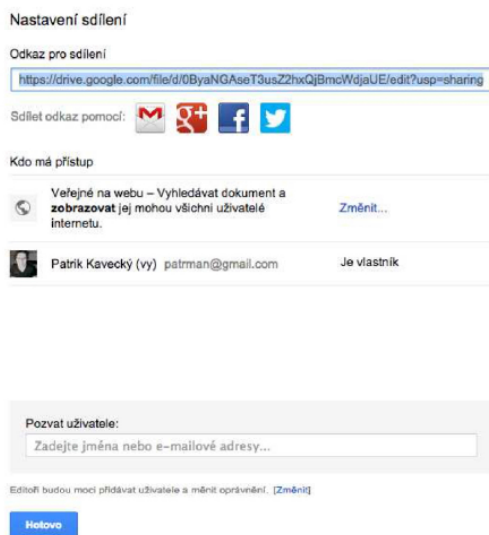 Nastavení sdílení
Odkaz pro sdílení
https://drive.google.com/file/d/0ByaNGAseT3usZ2hxQjBmcWdjaUE/edit?usp=sharing
Sdílet odkaz pomocí:
Kdo má přístup
Veřejné na webu – Vyhledávat dokument a
zobrazovat jej mohou všichni uživatelé
internetu.
Změnit...
Patrik Kavecký (vy) patrman@gmail.com
Je vlastník
Pozvat uživatele:
Zadejte jména nebo e-mailové adresy...
Editoři budou moci přidávat uživatele a měnit oprávnění. [Změnit]
Hotovo